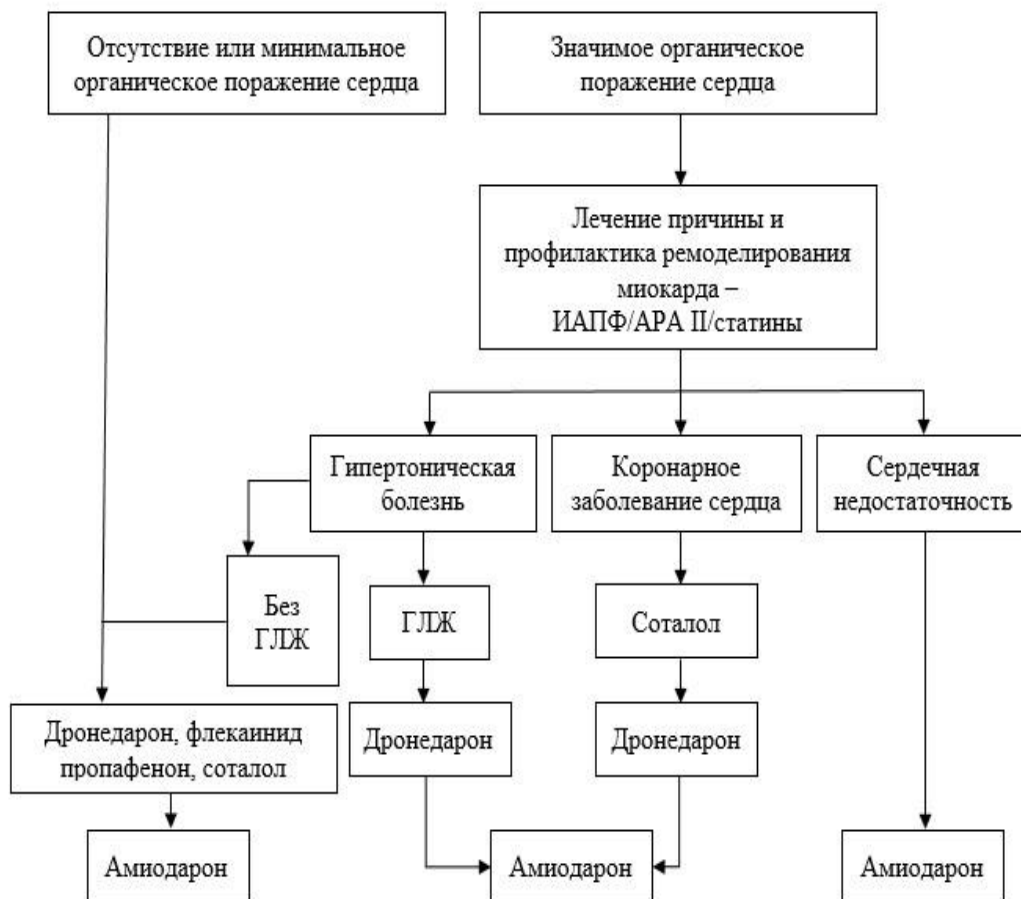 Отсутствие или минимальное
органическое поражение сердца
Значимое органическое
поражение сердца
Лечение причины и
профилактика ремоделирования
миокарда –
ИАПФ/АРА II/статины
Гипертоническая
болезнь
Коронарное
заболевание сердца
Сердечная
недостаточность
Без
ГЛЖ
ГЛЖ
Соталол
Дронедарон, флекаинид
пропафенон, соталол
Дронедарон
Дронедарон
Амиодарон
Амиодарон
Амиодарон